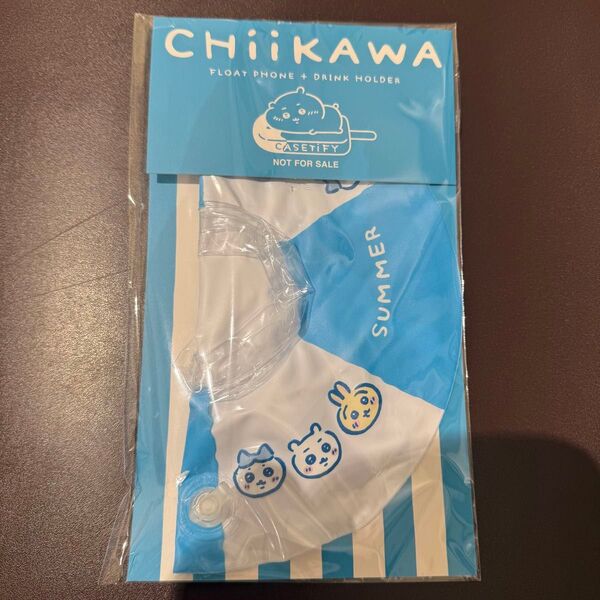 CHiiKAWA
FLOAT PHONE + DRINK HOLDER
CASETiFY
NOT FOR SALE
SUMMER